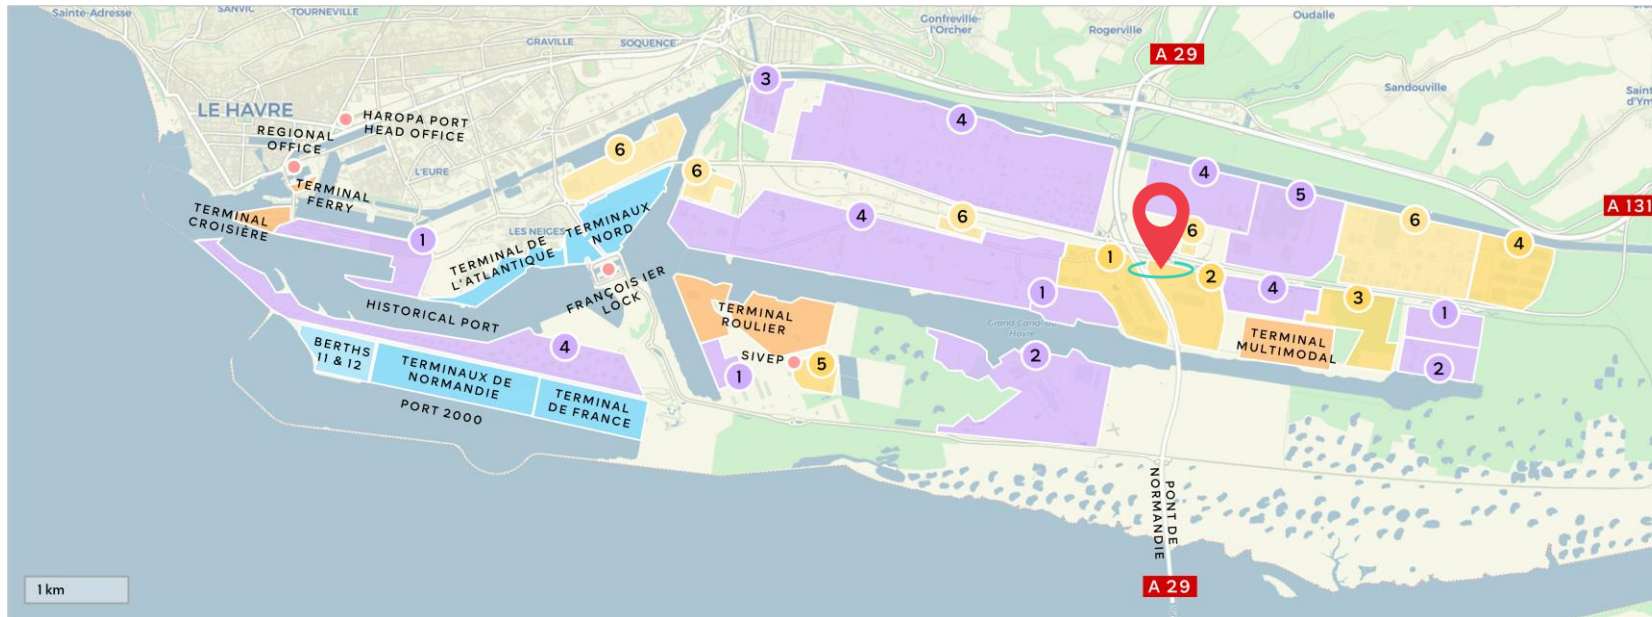 Sainte-Adresse
SANVIC
TOURNEVILLE
GRAVILLE
SOQUENCE
Gonfreville-
l'Orcher
Rogerville
Oudalle
Sandouville
A 29
A 131
LE HAVRE
HAROPA PORT
HEAD OFFICE
REGIONAL
OFFICE
L'EURE
TERMINAL
FERRY
TERMINAL
CROISIÈRE
LES NEIGES
TERMINAUX
NORD
TERMINAL DE
L'ATLANTIQUE
FRANÇOIS IER
LOCK
HISTORICAL PORT
BERTHS
11 & 12
TERMINAUX DE
NORMANDIE
TERMINAL
DE FRANCE
PORT 2000
TERMINAL
ROULIER
SIVEP
Grand Canal du
Havre
TERMINAL
MULTIMODAL
PONT DE
NORMANDIE
A 29
1 km
3
4
4
5
6
6
6
6
6
4
4
1
1
2
4
3
1
2
1
4
1
5
2